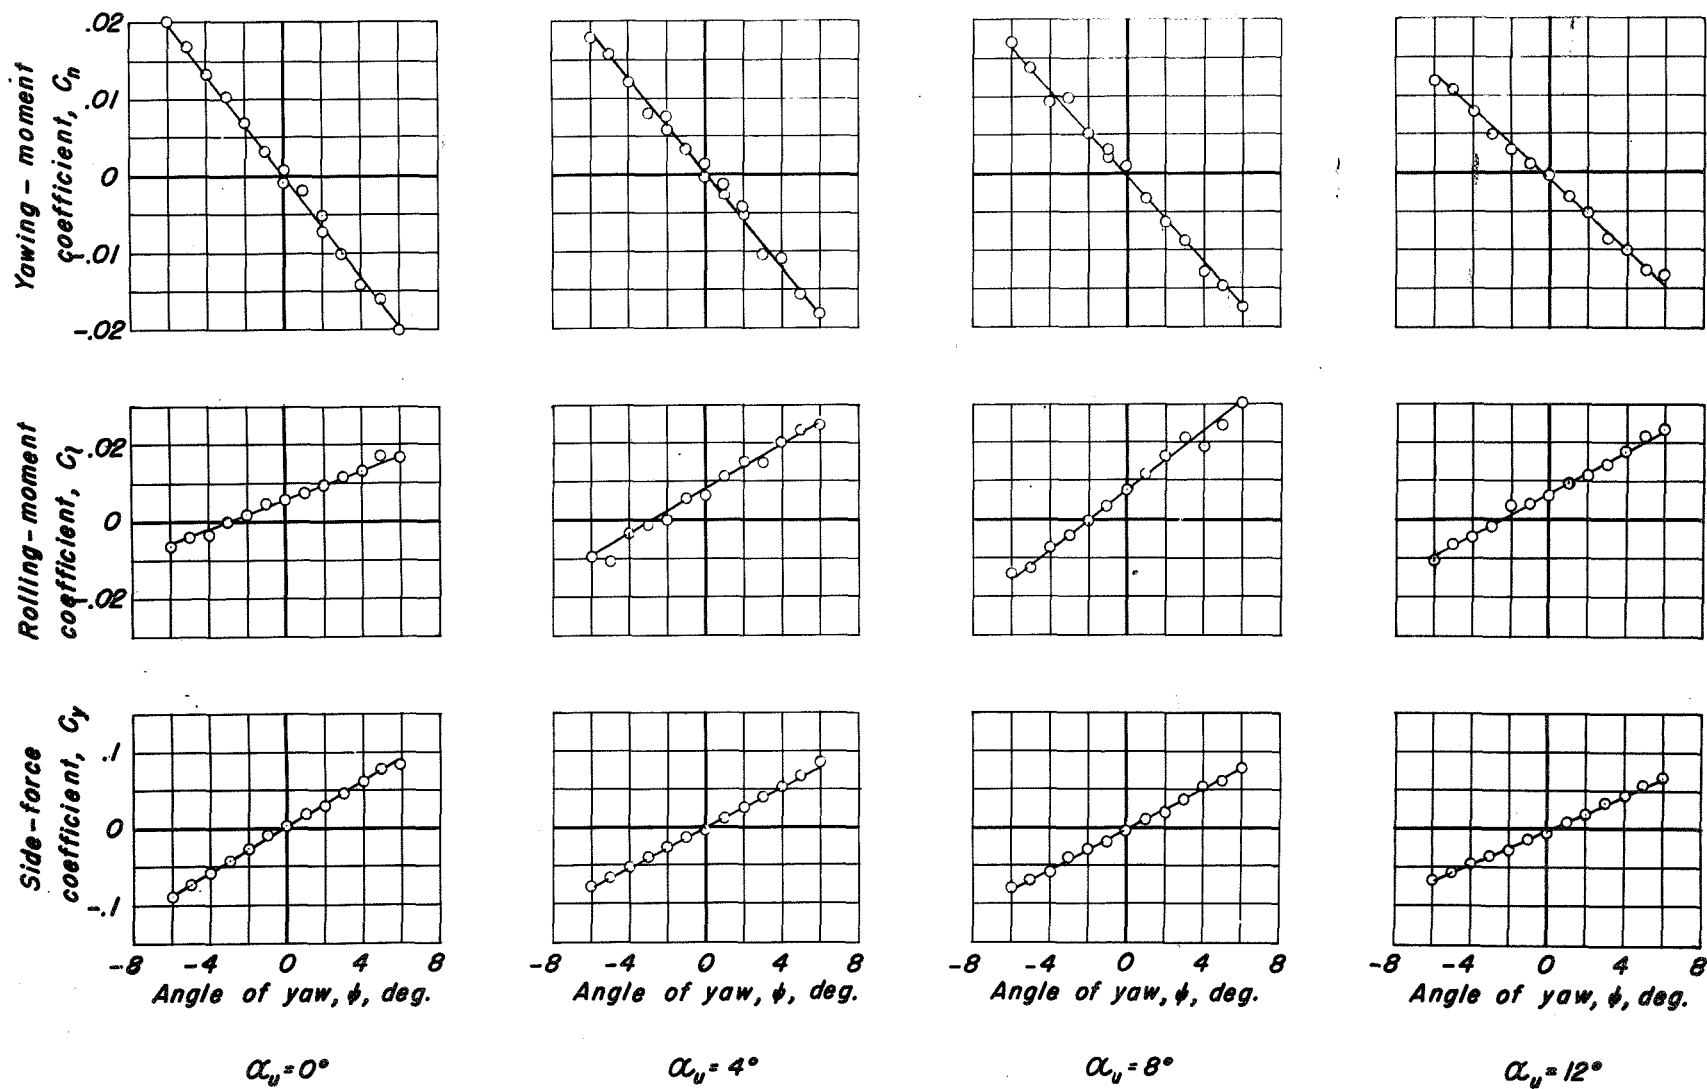 Yawing-moment
coefficient, Cn
.02
.01
0
-.01
-.02
Rolling-moment
coefficient, Cl
.02
0
-.02
Side-force
coefficient, Cy
.1
0
-.1
-8 -4 0 4 8
-8 -4 0 4 8
-8 -4 0 4 8
-8 -4 0 4 8
Angle of yaw, ψ, deg.
Angle of yaw, ψ, deg.
Angle of yaw, ψ, deg.
Angle of yaw, ψ, deg.
αu=0°
αu=4°
αu=8°
αu=12°